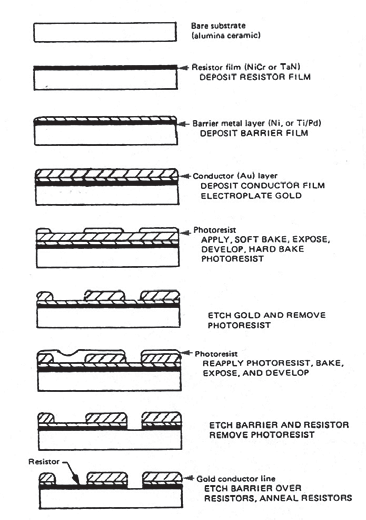 Bare substrate
(alumina ceramic)
Resistor film (NiCr or TaN)
DEPOSIT RESISTOR FILM
Barrier metal layer (Ni, or Ti/Pd)
DEPOSIT BARRIER FILM
Conductor (Au) layer
DEPOSIT CONDUCTOR FILM
ELECTROPLATE GOLD
Photoresist
APPLY, SOFT BAKE, EXPOSE,
DEVELOP, HARD BAKE
PHOTORESIST
ETCH GOLD AND REMOVE
PHOTORESIST
Photoresist
REAPPLY PHOTORESIST, BAKE,
EXPOSE, AND DEVELOP
ETCH BARRIER AND RESISTOR
REMOVE PHOTORESIST
Resistor
Gold conductor line
ETCH BARRIER OVER
RESISTORS, ANNEAL RESISTORS